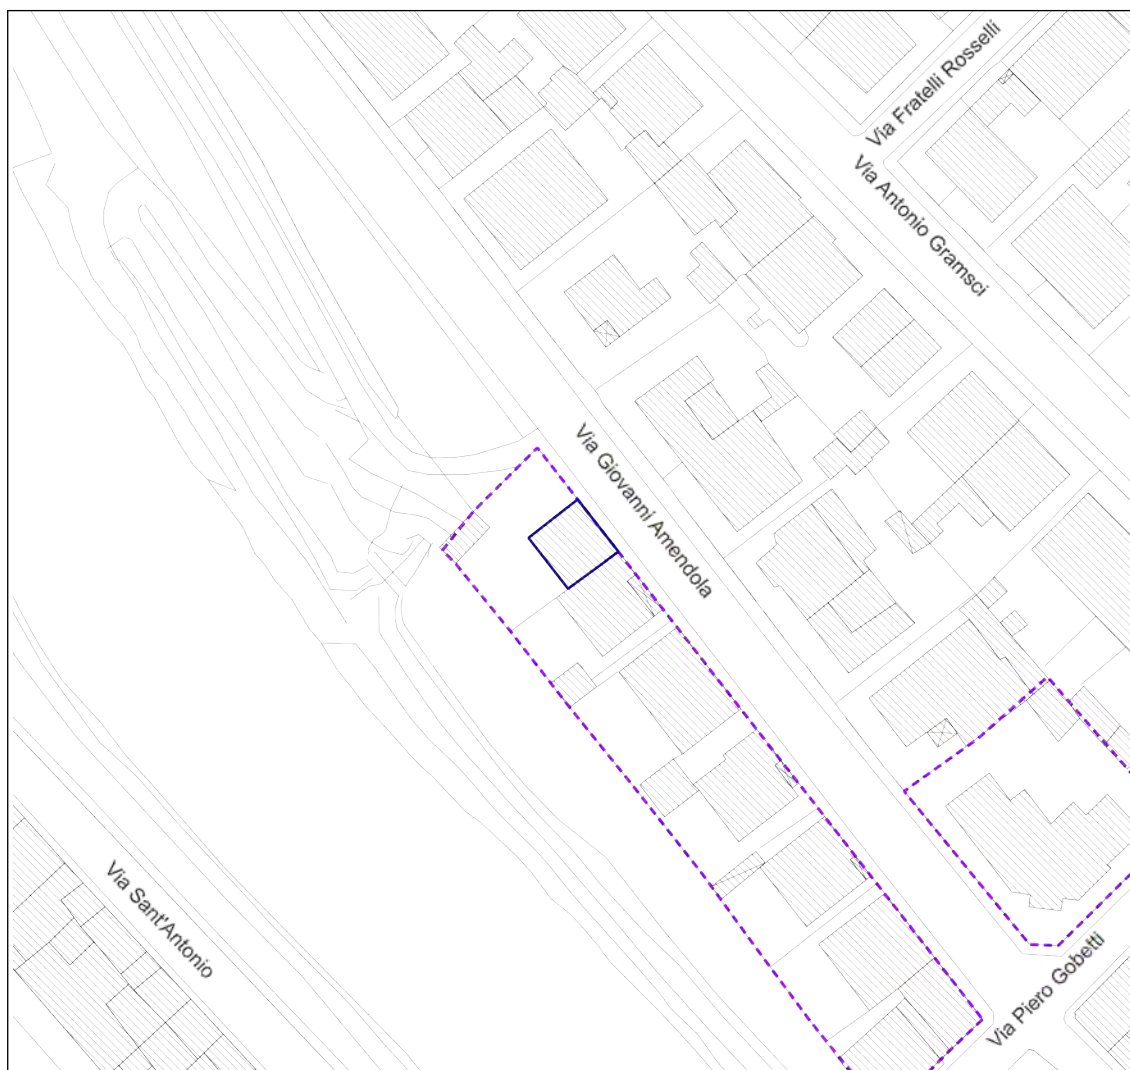 Via Fratelli Rosselli
Via Antonio Gramsci
Via Giovanni Amendola
Via Sant'Antonio
Via Piero Gobetti